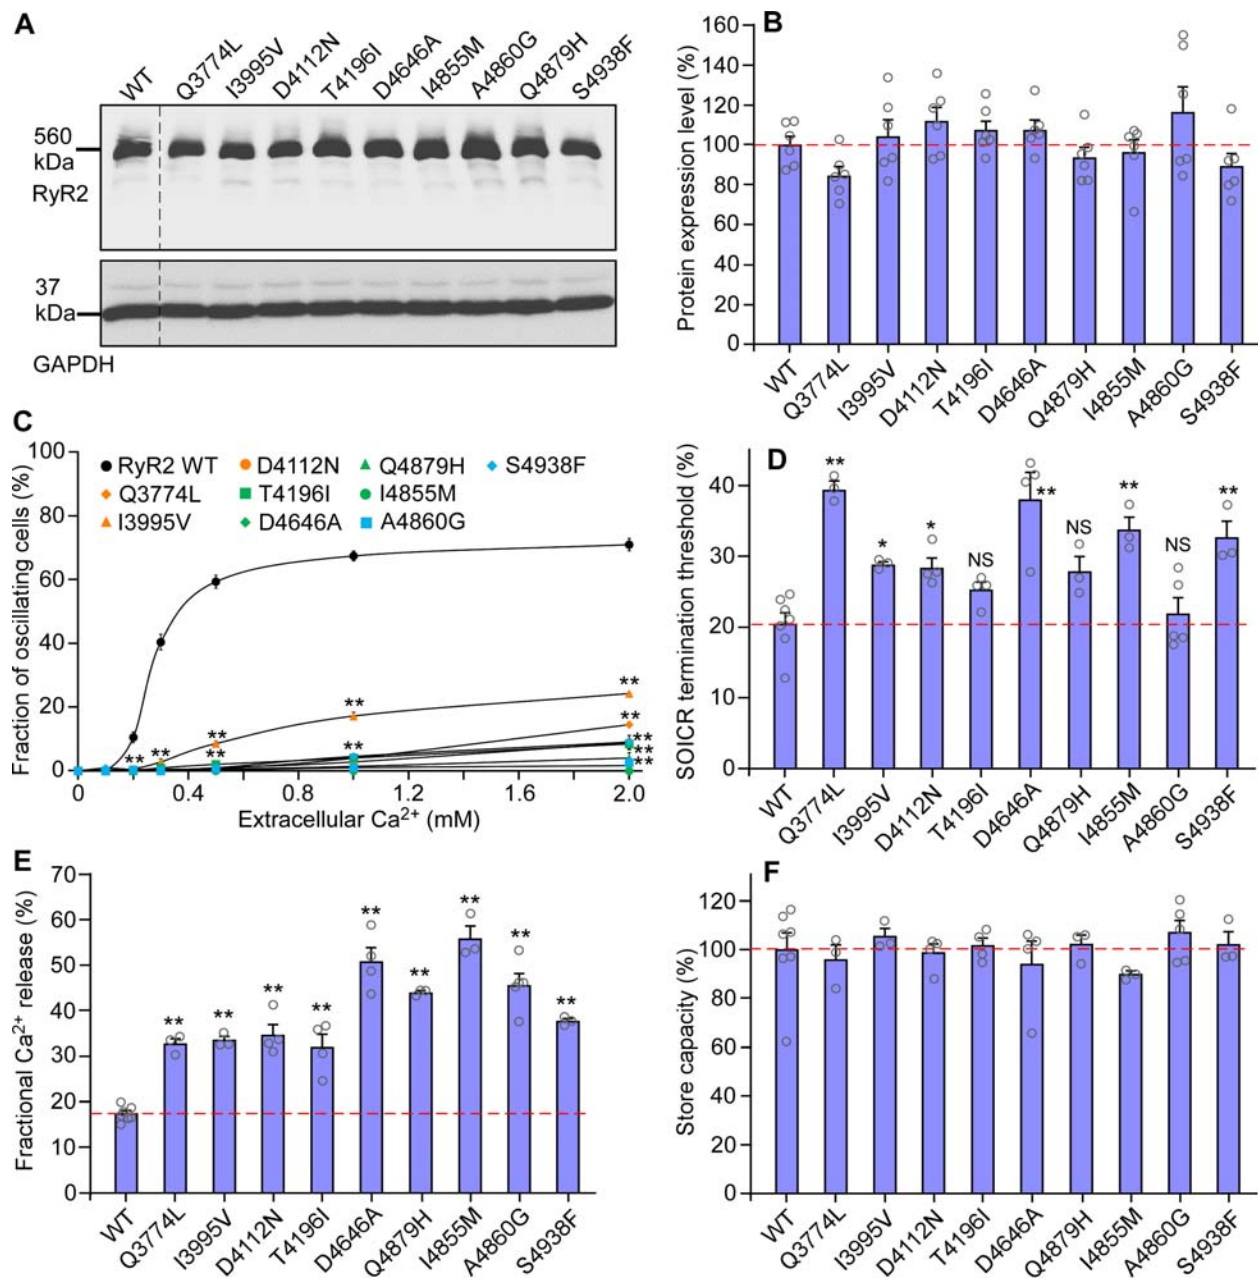 A
WT
Q3774L
I3995V
D4112N
T4196I
D4646A
I4855M
A4860G
Q4879H
S4938F
560
kDa
RyR2
37
kDa
GAPDH
B
Protein expression level (%)
160
140
120
100
80
60
40
20
0
WT
Q3774L
I3995V
D4112N
T4196I
D4646A
Q4879H
I4855M
A4860G
S4938F
C
Fraction of oscillating cells (%)
100
80
60
40
20
0
RyR2 WT
D4112N
Q4879H
S4938F
Q3774L
T4196I
I4855M
I3995V
D4646A
A4860G
**
**
**
**
**
**
**
**
**
**
0
0.4
0.8
1.2
1.6
2.0
Extracellular Ca²⁺ (mM)
D
SOICR termination threshold (%)
40
30
20
10
0
**
*
*
NS
**
NS
**
NS
**
WT
Q3774L
I3995V
D4112N
T4196I
D4646A
Q4879H
I4855M
A4860G
S4938F
E
Fractional Ca²⁺ release (%)
70
60
50
40
30
20
10
0
**
**
**
**
**
**
**
**
**
WT
Q3774L
I3995V
D4112N
T4196I
D4646A
Q4879H
I4855M
A4860G
S4938F
F
Store capacity (%)
120
100
80
60
40
20
0
WT
Q3774L
I3995V
D4112N
T4196I
D4646A
Q4879H
I4855M
A4860G
S4938F